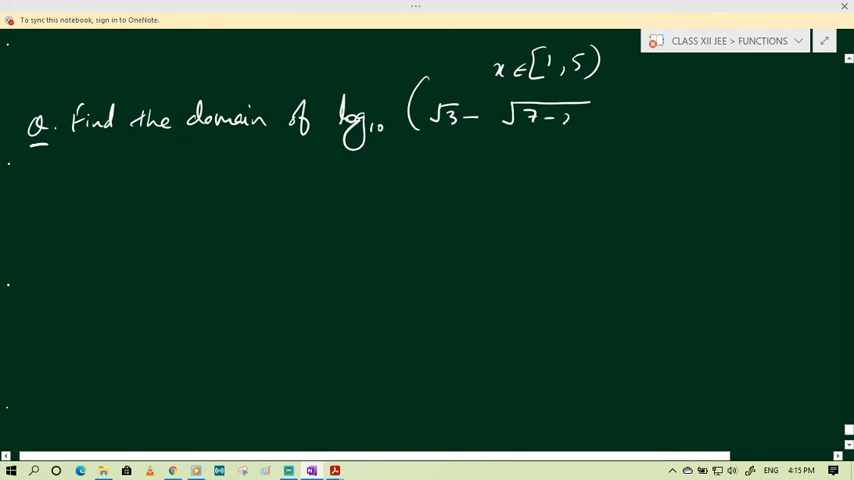 To sync this notebook, sign in to OneNote.
CLASS XII JEE > FUNCTIONS
x ∈ [1, 5)
Q. Find the domain of log₁₀ (√3 − √7 −
ENG 4:15 PM